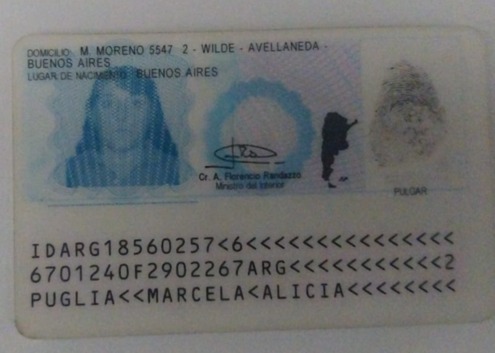 DOMICILIO: M. MORENO 5547 2 - WILDE - AVELLANEDA -
BUENOS AIRES
LUGAR DE NACIMIENTO: BUENOS AIRES
Cr. A. Florencio Randazzo
Ministro del Interior
PULGAR
IDARG18560257<6<<<<<<<<<<<<<<<
6701240F2902267ARG<<<<<<<<<<<2
PUGLIA<<MARCELA<ALICIA<<<<<<<<